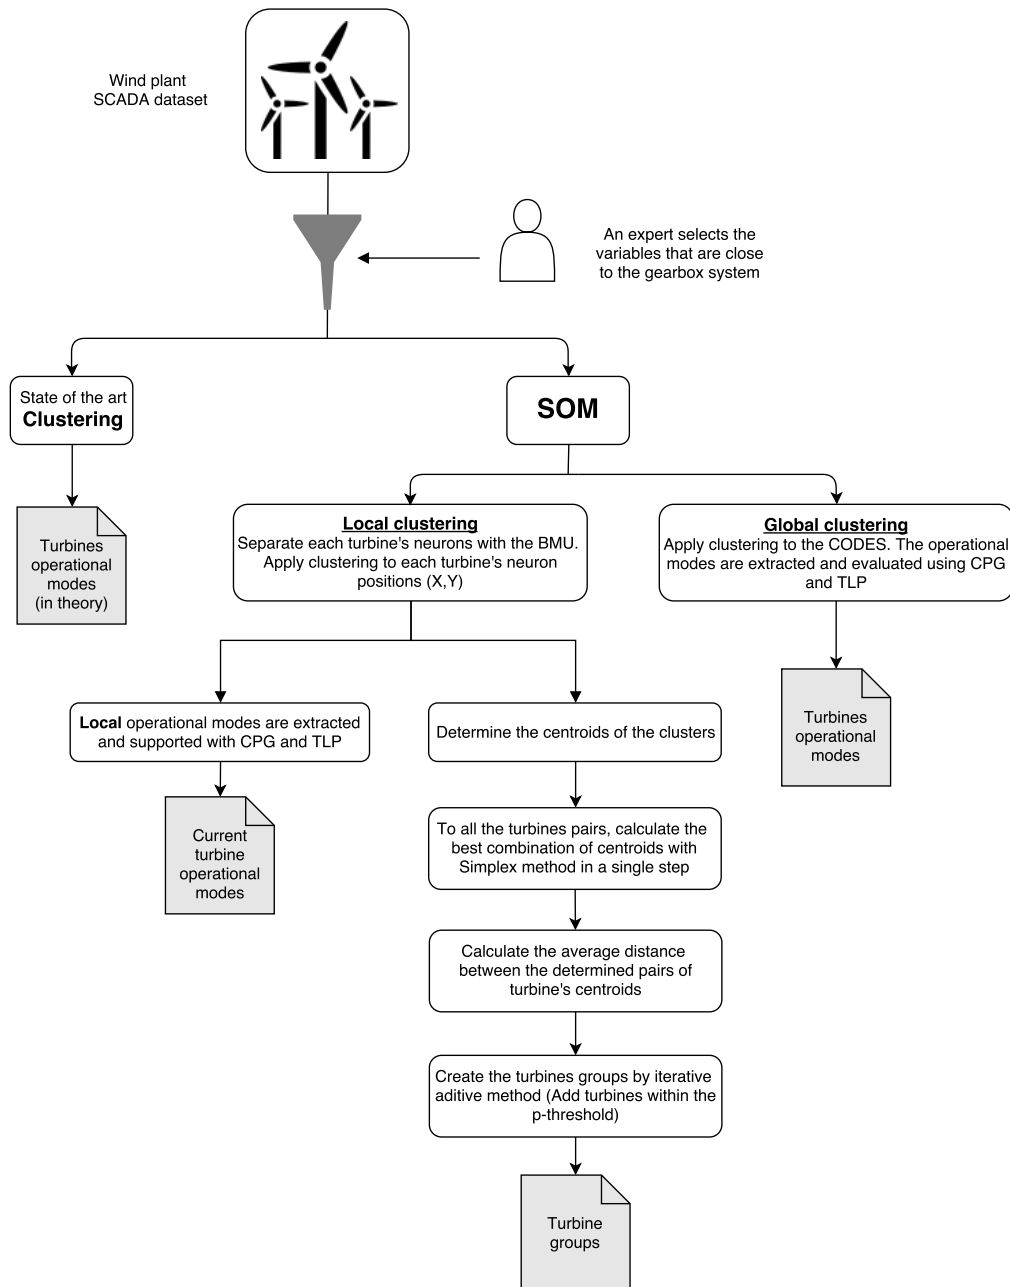 Wind plant
SCADA dataset
An expert selects the
variables that are close
to the gearbox system
State of the art
Clustering
SOM
Turbines
operational
modes
(in theory)
Local clustering
Separate each turbine's neurons with the BMU.
Apply clustering to each turbine's neuron
positions (X,Y)
Global clustering
Apply clustering to the CODES. The operational
modes are extracted and evaluated using CPG
and TLP
Local operational modes are extracted
and supported with CPG and TLP
Determine the centroids of the clusters
Turbines
operational
modes
Current
turbine
operational
modes
To all the turbines pairs, calculate the
best combination of centroids with
Simplex method in a single step
Calculate the average distance
between the determined pairs of
turbine's centroids
Create the turbines groups by iterative
aditive method (Add turbines within the
p-threshold)
Turbine
groups